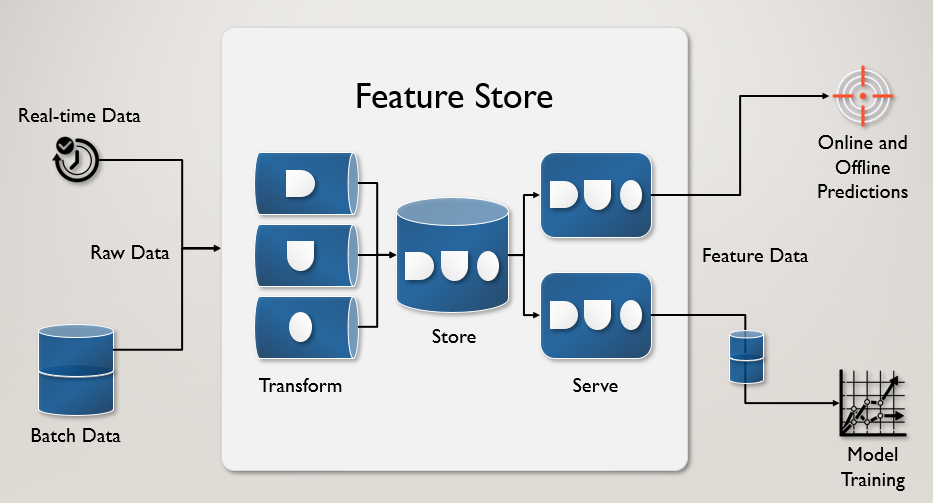 Feature Store
Real-time Data
Raw Data
Batch Data
Transform
Store
Serve
Feature Data
Online and
Offline
Predictions
Model
Training